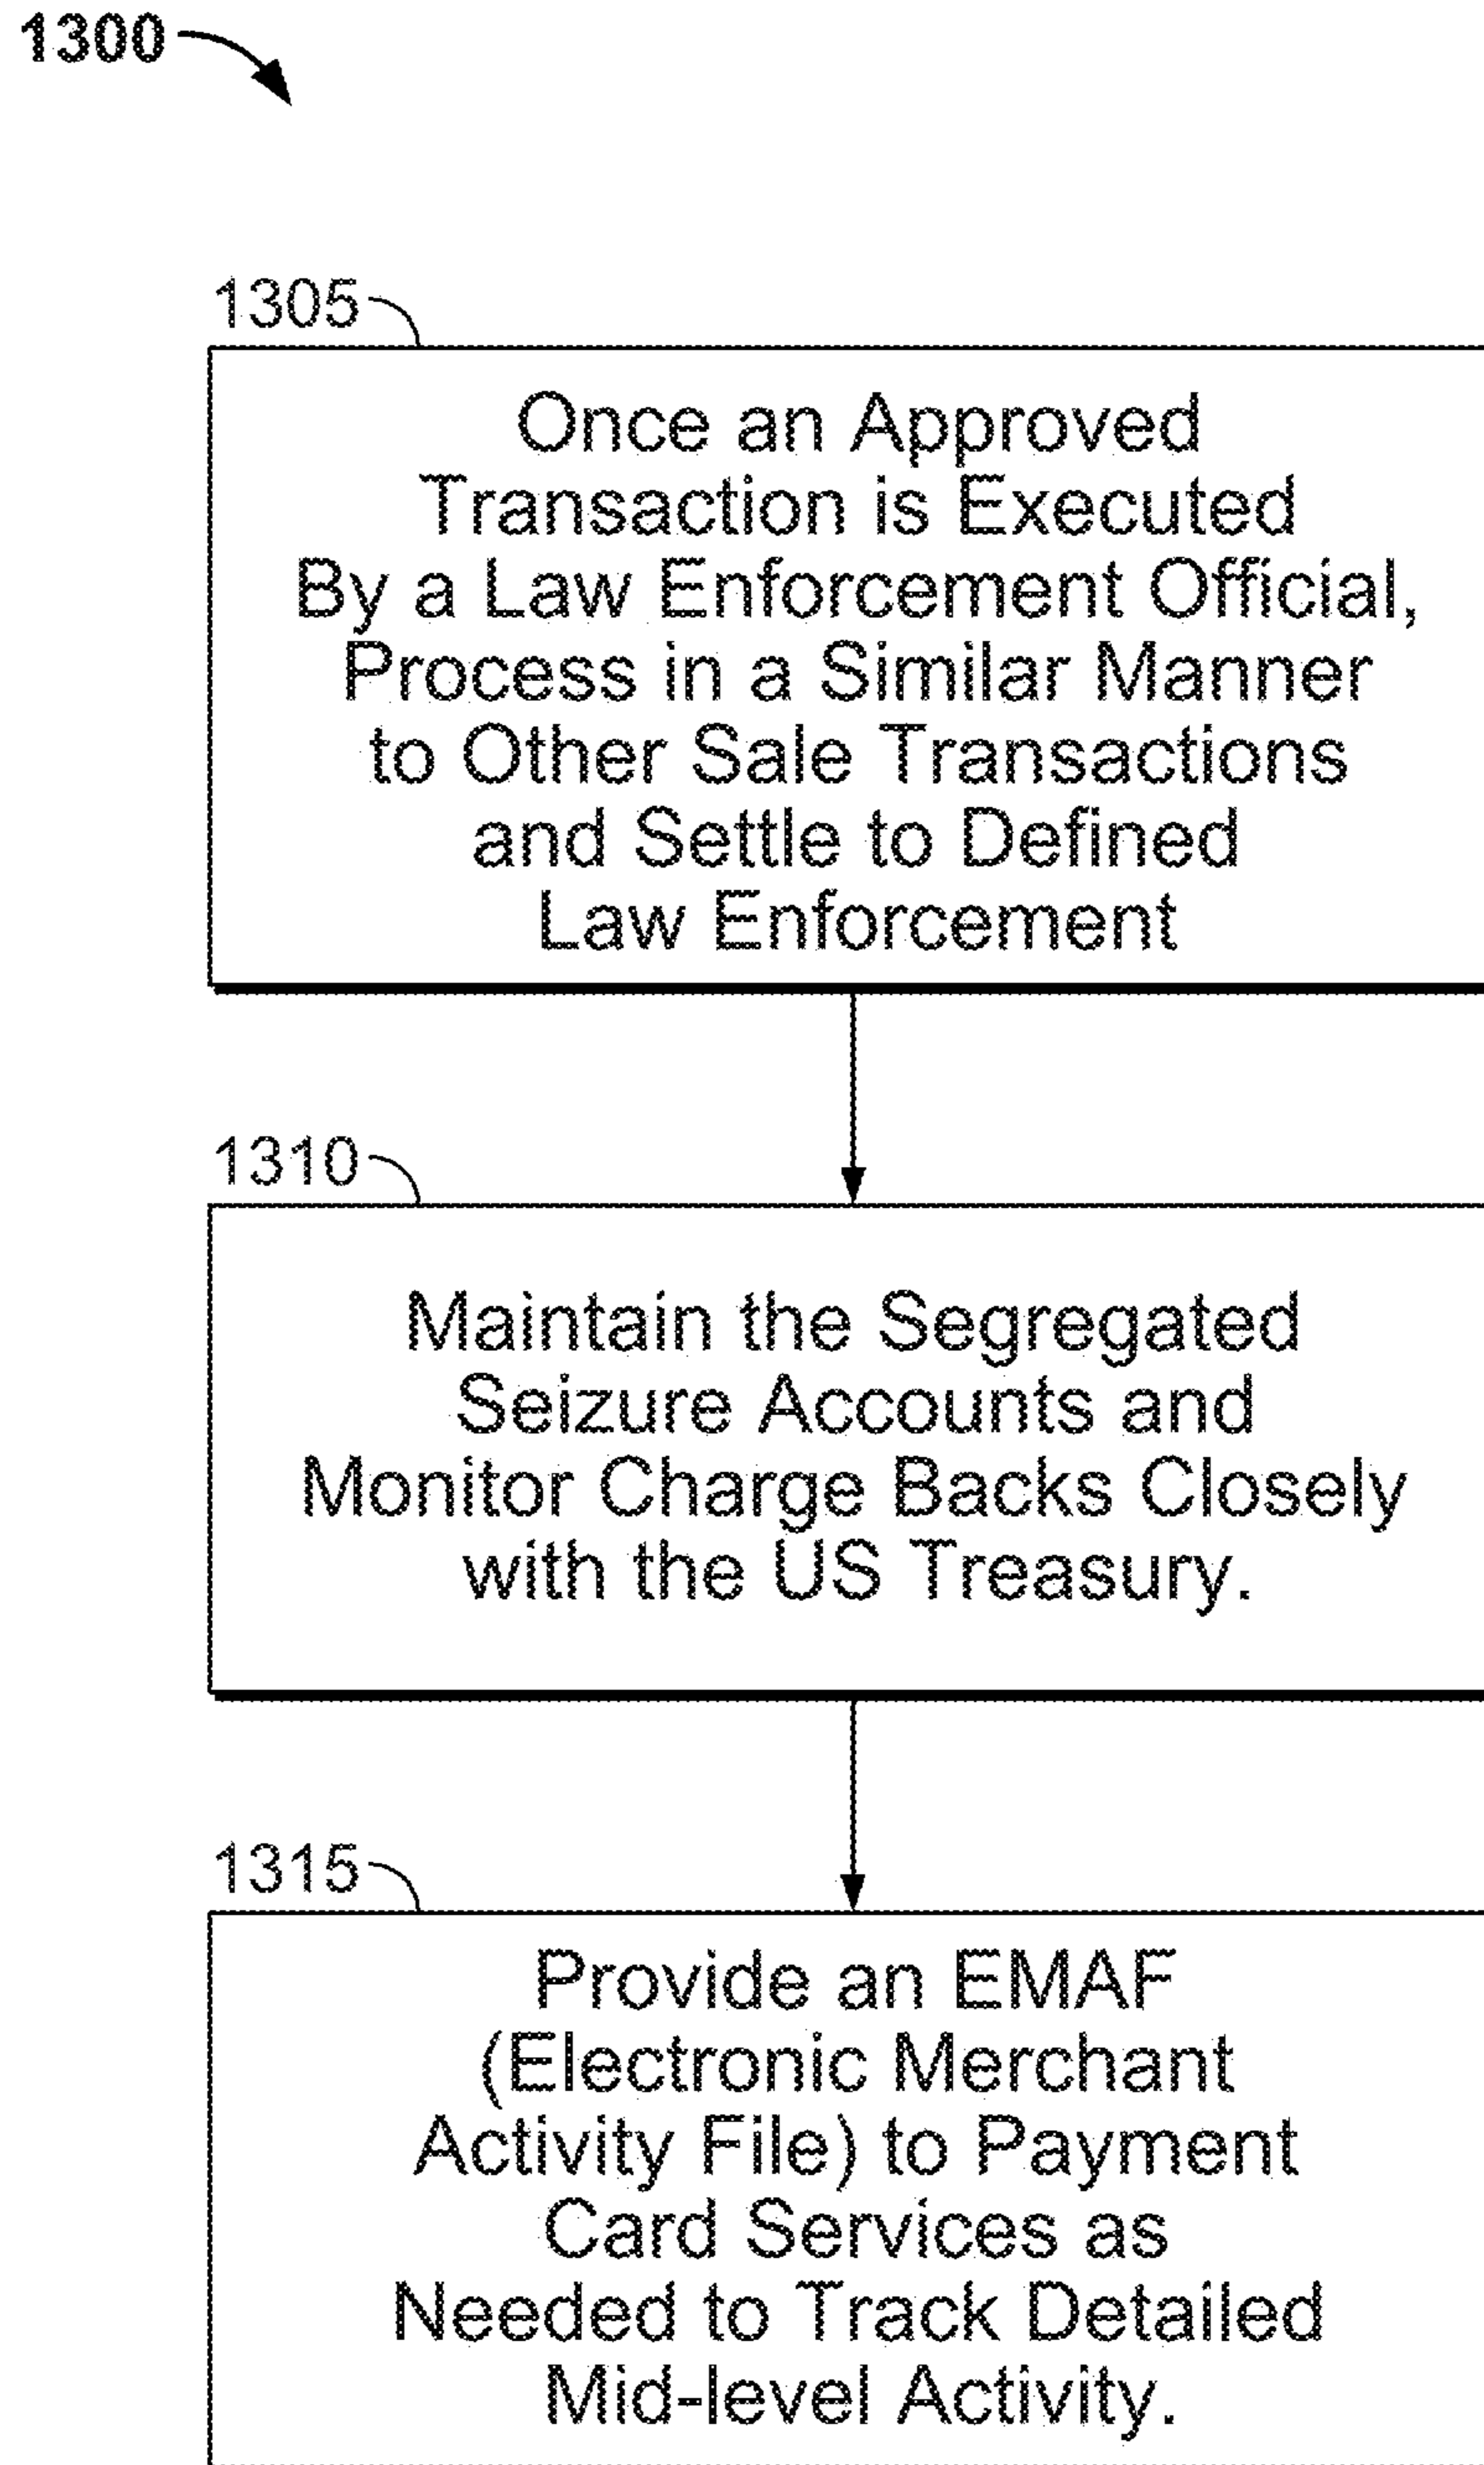 1300
1305
Once an Approved
Transaction is Executed
By a Law Enforcement Official,
Process in a Similar Manner
to Other Sale Transactions
and Settle to Defined
Law Enforcement
1310
Maintain the Segregated
Seizure Accounts and
Monitor Charge Backs Closely
with the US Treasury.
1315
Provide an EMAF
(Electronic Merchant
Activity File) to Payment
Card Services as
Needed to Track Detailed
Mid-level Activity.